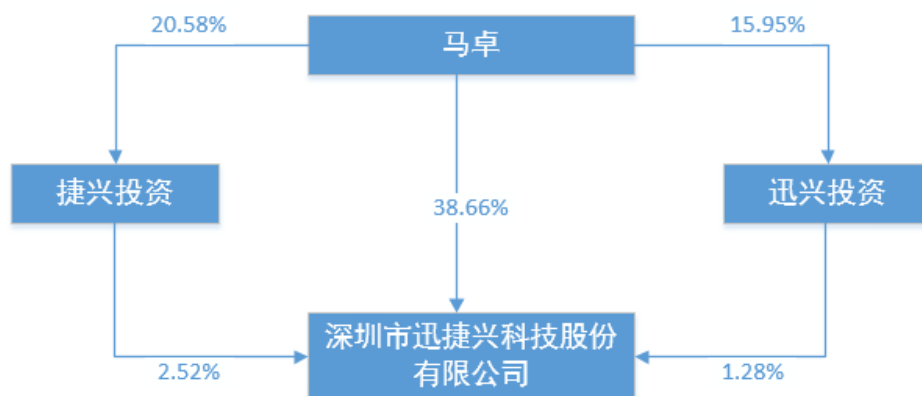 20.58%
马卓
15.95%
捷兴投资
38.66%
迅兴投资
2.52%
深圳市迅捷兴科技股份
有限公司
1.28%